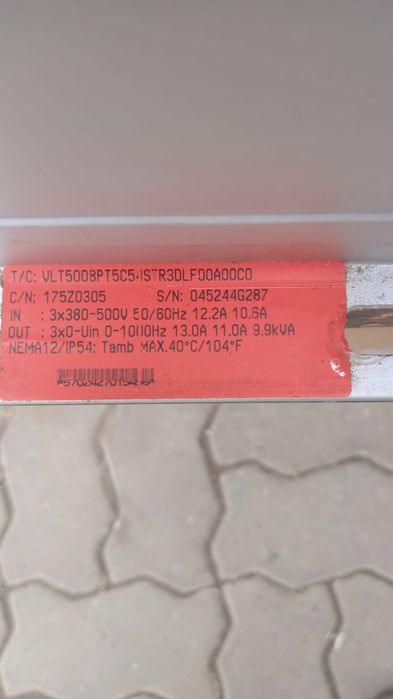 T/C: VLT5008PT5C54STR3DLF00A00C0
C/N: 175Z0305 S/N: 045244G287
IN : 3x380-500V 50/60Hz 12.2A 10.6A
OUT : 3x0-Uin 0-1000Hz 13.0A 11.0A 9.9kVA
NEMA12/IP54: Tamb MAX.40°C/104°F